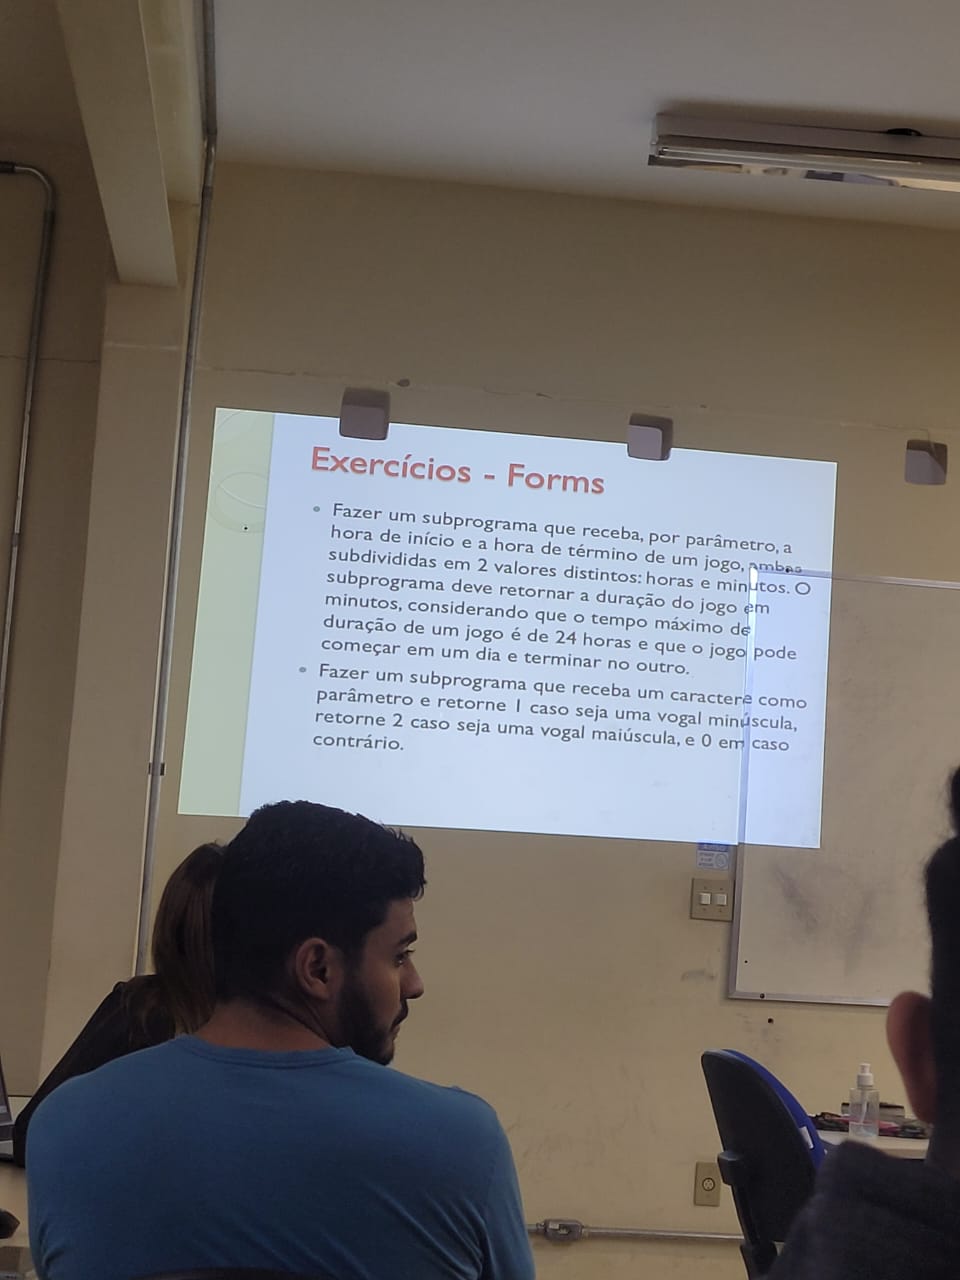 Exercícios - Forms
• Fazer um subprograma que receba, por parâmetro, a
hora de início e a hora de término de um jogo, ambas
subdivididas em 2 valores distintos: horas e minutos. O
subprograma deve retornar a duração do jogo em
minutos, considerando que o tempo máximo de
duração de um jogo é de 24 horas e que o jogo pode
começar em um dia e terminar no outro.
• Fazer um subprograma que receba um caractere como
parâmetro e retorne 1 caso seja uma vogal minúscula,
retorne 2 caso seja uma vogal maiúscula, e 0 em caso
contrário.